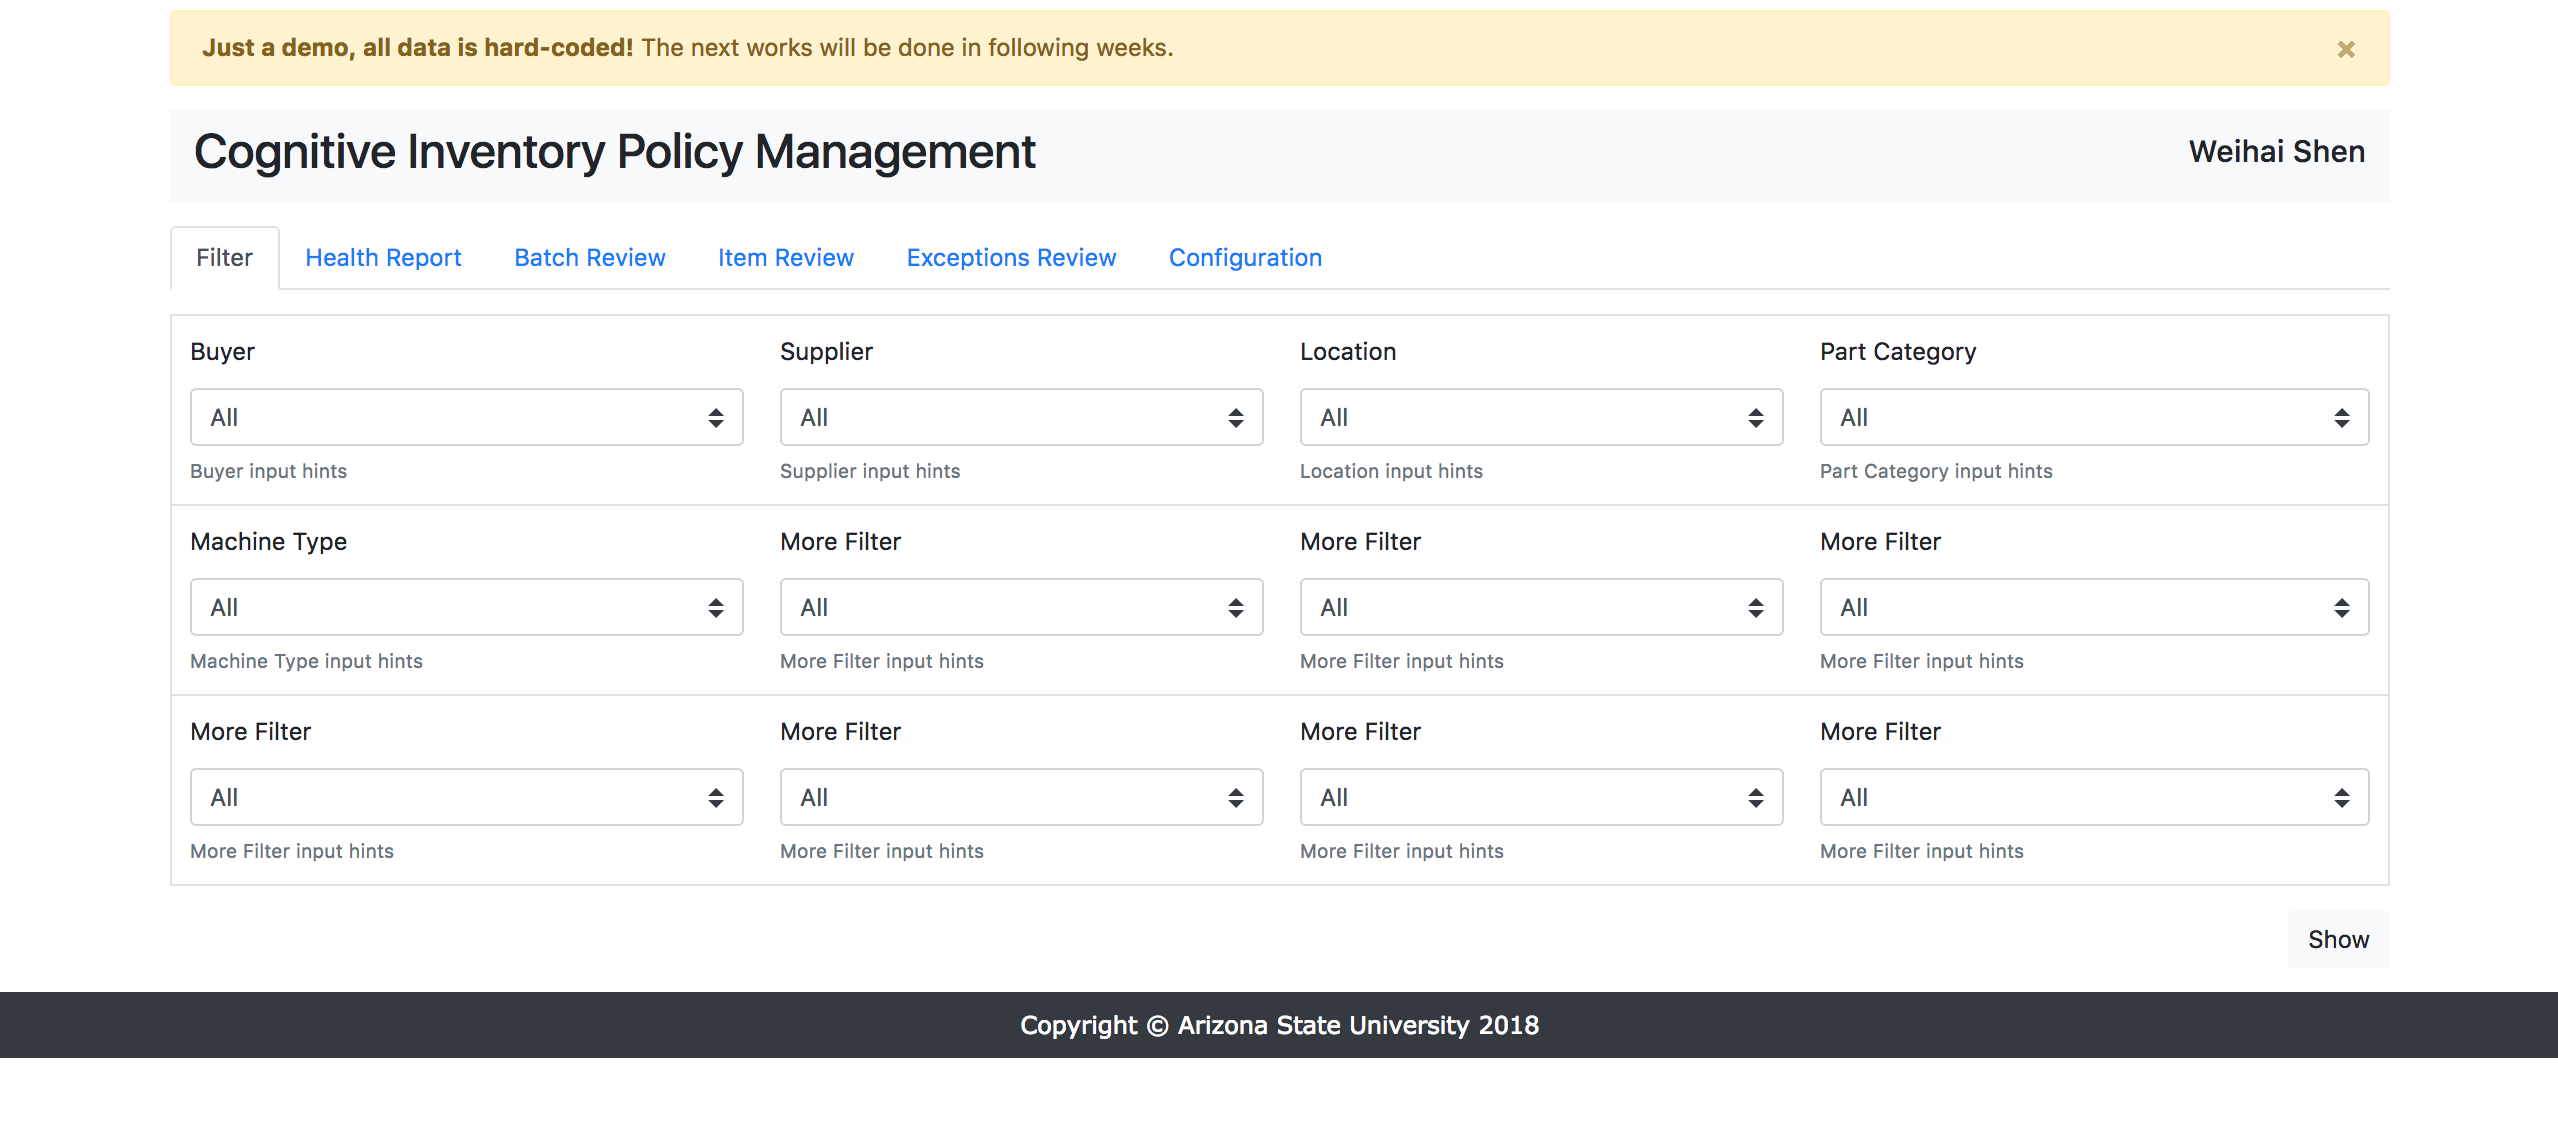 Just a demo, all data is hard-coded! The next works will be done in following weeks. ×
Cognitive Inventory Policy Management Weihai Shen
Filter Health Report Batch Review Item Review Exceptions Review Configuration
Buyer Supplier Location Part Category
All All All All
Buyer input hints Supplier input hints Location input hints Part Category input hints
Machine Type More Filter More Filter More Filter
All All All All
Machine Type input hints More Filter input hints More Filter input hints More Filter input hints
More Filter More Filter More Filter More Filter
All All All All
More Filter input hints More Filter input hints More Filter input hints More Filter input hints
Show
Copyright © Arizona State University 2018